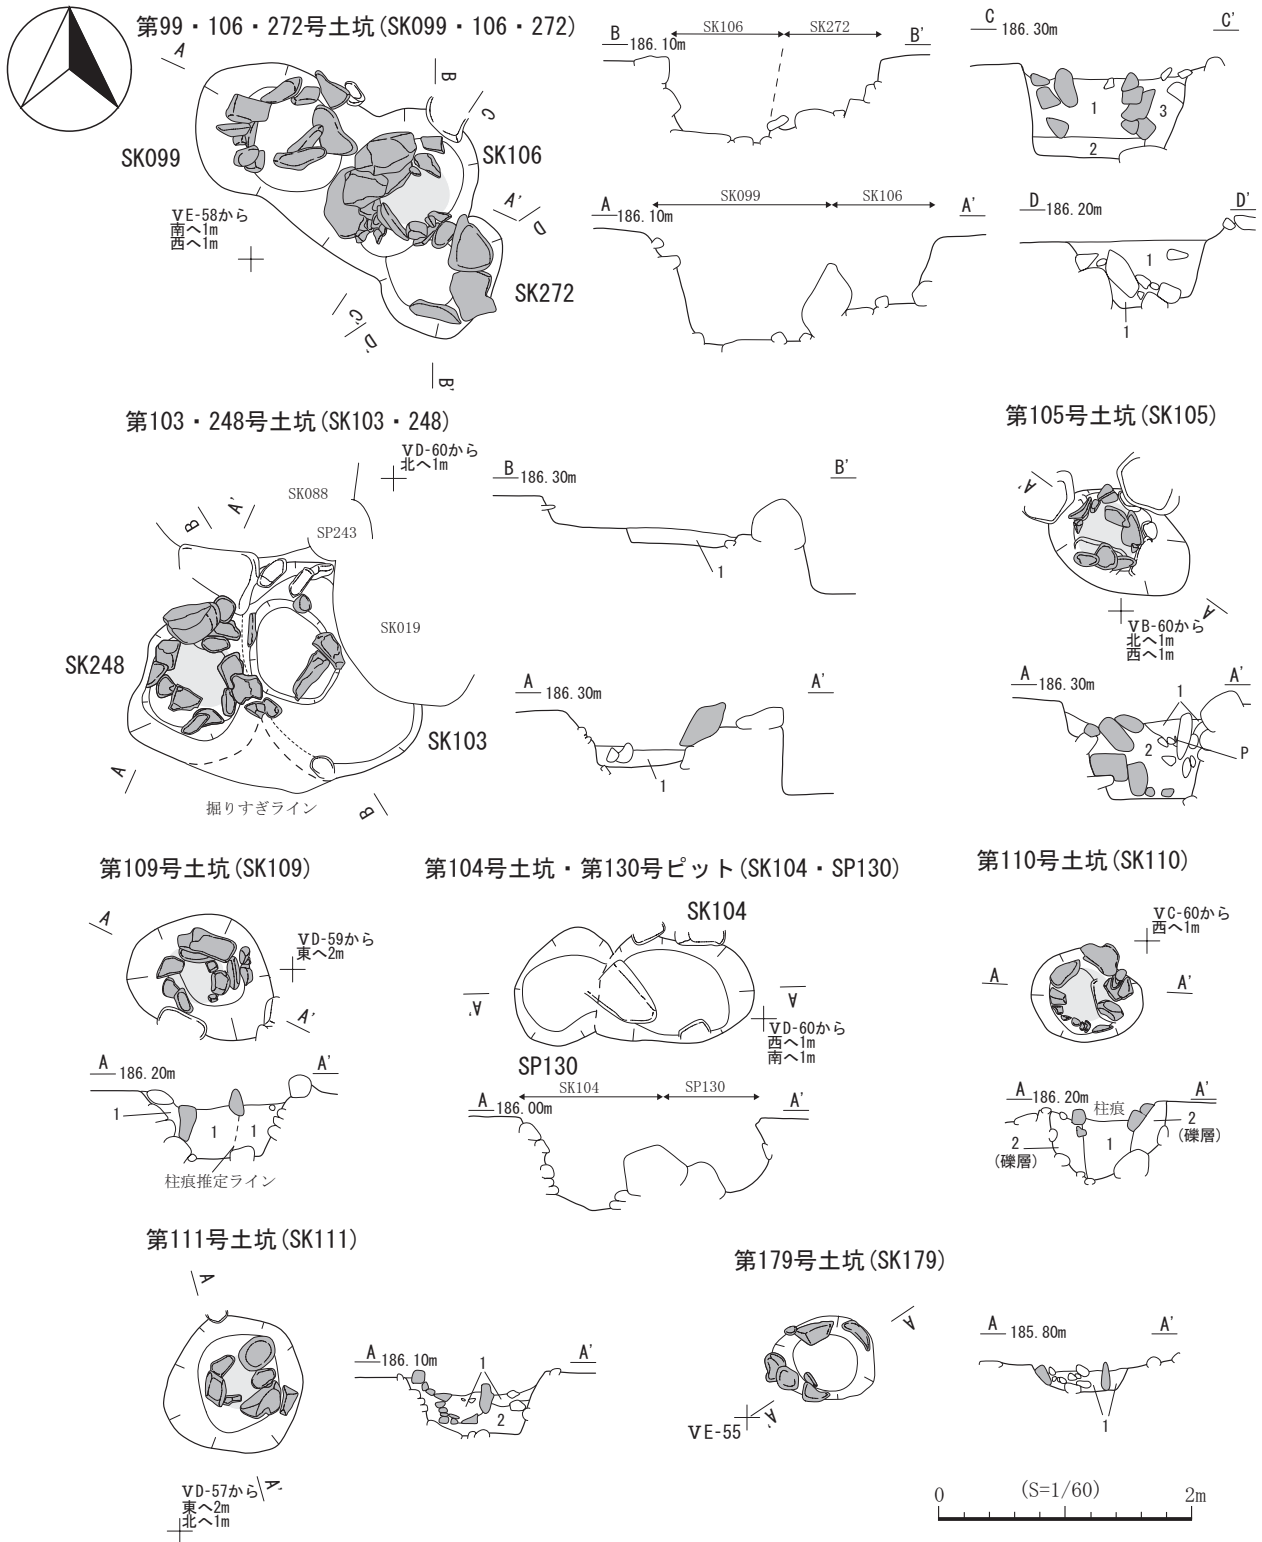 第99・106・272号土坑(SK099・106・272)
A
B
C
SK099
SK106
A'
D
ⅤE-58から
南へ1m
西へ1m
SK272
C'
D'
B'
B
186.10m
SK106
SK272
B'
C
186.30m
C'
1
2
3
A
186.10m
SK099
SK106
A'
D
186.20m
D'
1
1
第103・248号土坑(SK103・248)
ⅤD-60から
北へ1m
SK088
B
A'
SP243
SK019
SK248
SK103
A
B'
掘りすぎライン
B
186.30m
B'
1
A
186.30m
A'
1
第105号土坑(SK105)
A'
A
ⅤB-60から
北へ1m
西へ1m
A
186.30m
A'
1
2
P
第109号土坑(SK109)
A
ⅤD-59から
東へ2m
A'
A
186.20m
A'
1
1
1
柱痕推定ライン
第104号土坑・第130号ピット(SK104・SP130)
SK104
A'
A
ⅤD-60から
西へ1m
南へ1m
SP130
SK104
SP130
A
186.00m
A'
第110号土坑(SK110)
ⅤC-60から
西へ1m
A
A'
A
186.20m
柱痕
A'
2
(礫層)
1
2
(礫層)
第111号土坑(SK111)
A
ⅤD-57から
東へ2m
北へ1m
A'
A
186.10m
A'
1
2
第179号土坑(SK179)
A
ⅤE-55
A'
A
185.80m
A'
1
0
(S=1/60)
2m